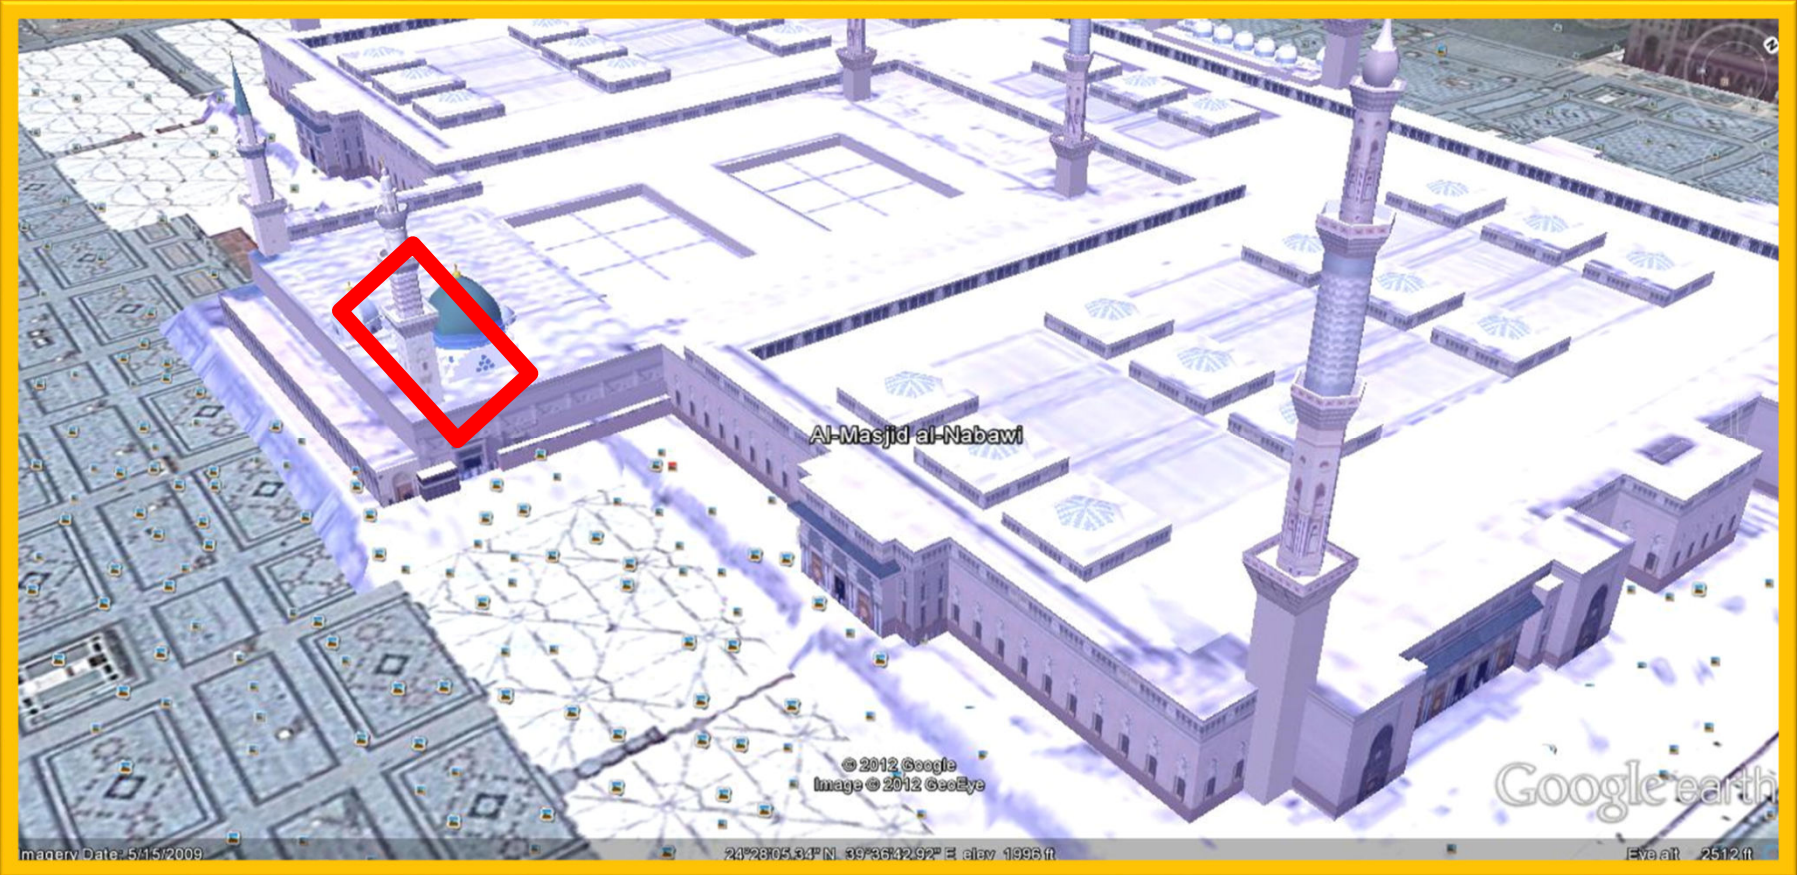 Al-Masjid al-Nabawi
© 2012 Google
Image © 2012 GeoEye
Google earth
Imagery Date: 5/15/2009
24°28'05.34" N 39°36'42.92" E elev 1996 ft
Eye alt 2512 ft